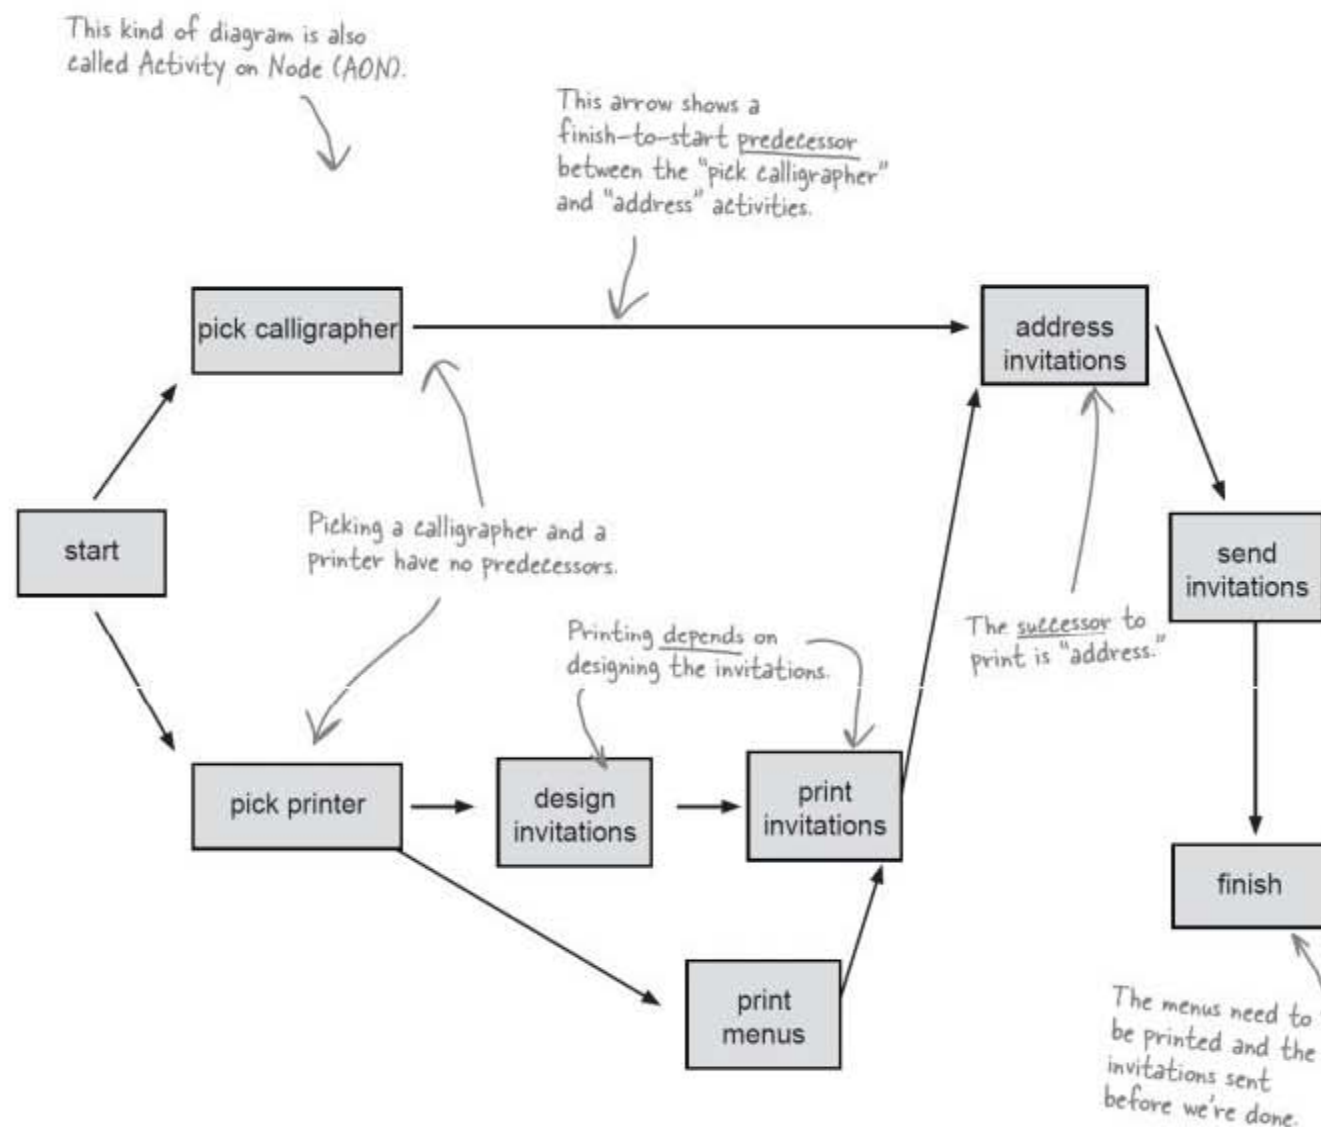 This kind of diagram is also
called Activity on Node (AON).
This arrow shows a
finish-to-start predecessor
between the "pick calligrapher"
and "address" activities.
pick calligrapher
address
invitations
start
Picking a calligrapher and a
printer have no predecessors.
send
invitations
Printing depends on
designing the invitations.
The successor to
print is "address."
pick printer
design
invitations
print
invitations
finish
print
menus
The menus need to
be printed and the
invitations sent
before we're done.